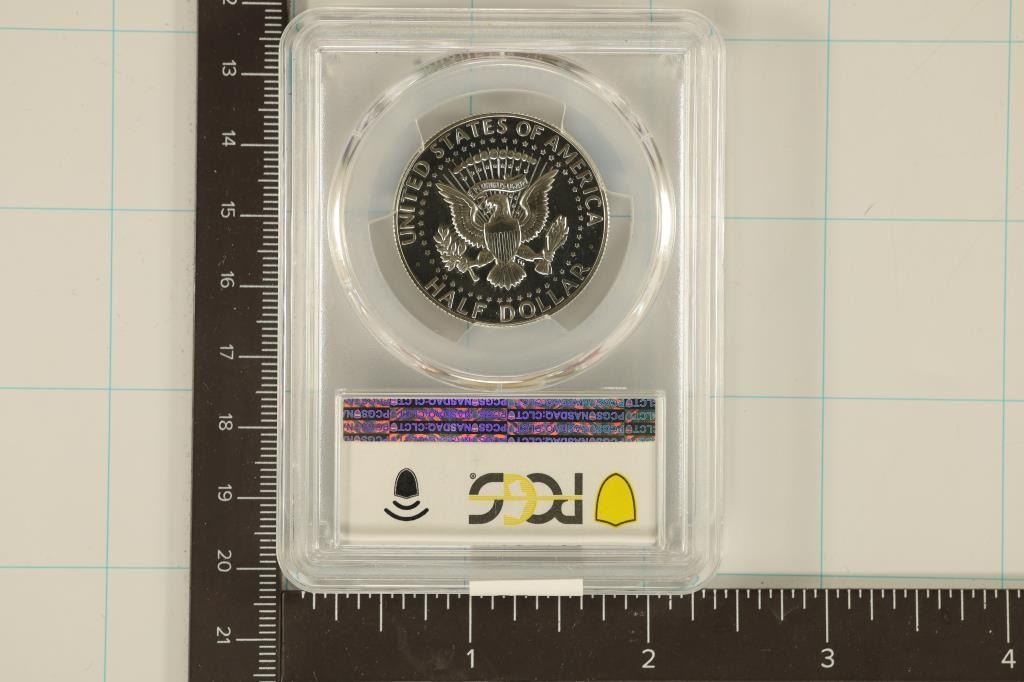 UNITED STATES OF AMERICA
HALF DOLLAR
PCGS NASDAQ:CLCT
PCGS
12
13
14
15
16
17
18
19
20
21
1 2 3 4